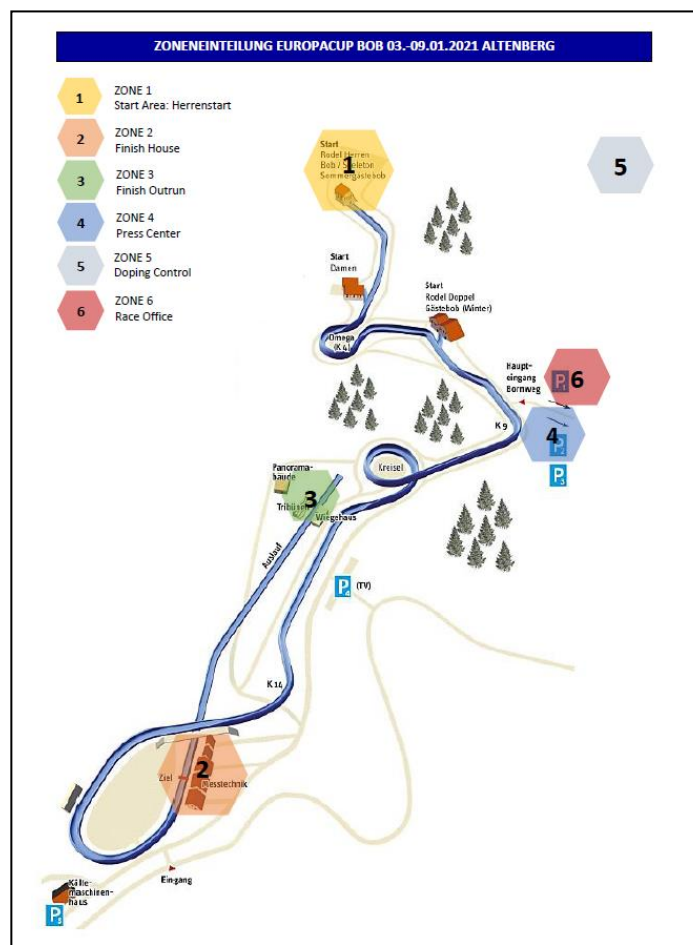 ZONENEINTEILUNG EUROPACUP BOB 03.-09.01.2021 ALTENBERG
1
ZONE 1
Start Area: Herrenstart
2
ZONE 2
Finish House
3
ZONE 3
Finish Outrun
4
ZONE 4
Press Center
5
ZONE 5
Doping Control
6
ZONE 6
Race Office
Start
Rodel Herren
Bob / Skeleton
Sommergästebob
1
5
Start
Damen
Start
Rodel Doppel
Gästebob (Winter)
Omega
(K 4)
Haupt-
eingang
Bornweg
P
6
K 9
4
P
P
Kreisel
Panorama-
bäude
3
Tribüne
Wiegehaus
Auslauf
P
(TV)
K 14
2
Ziel
Messtechnik
Eingang
Kälte-
maschinen-
haus
P